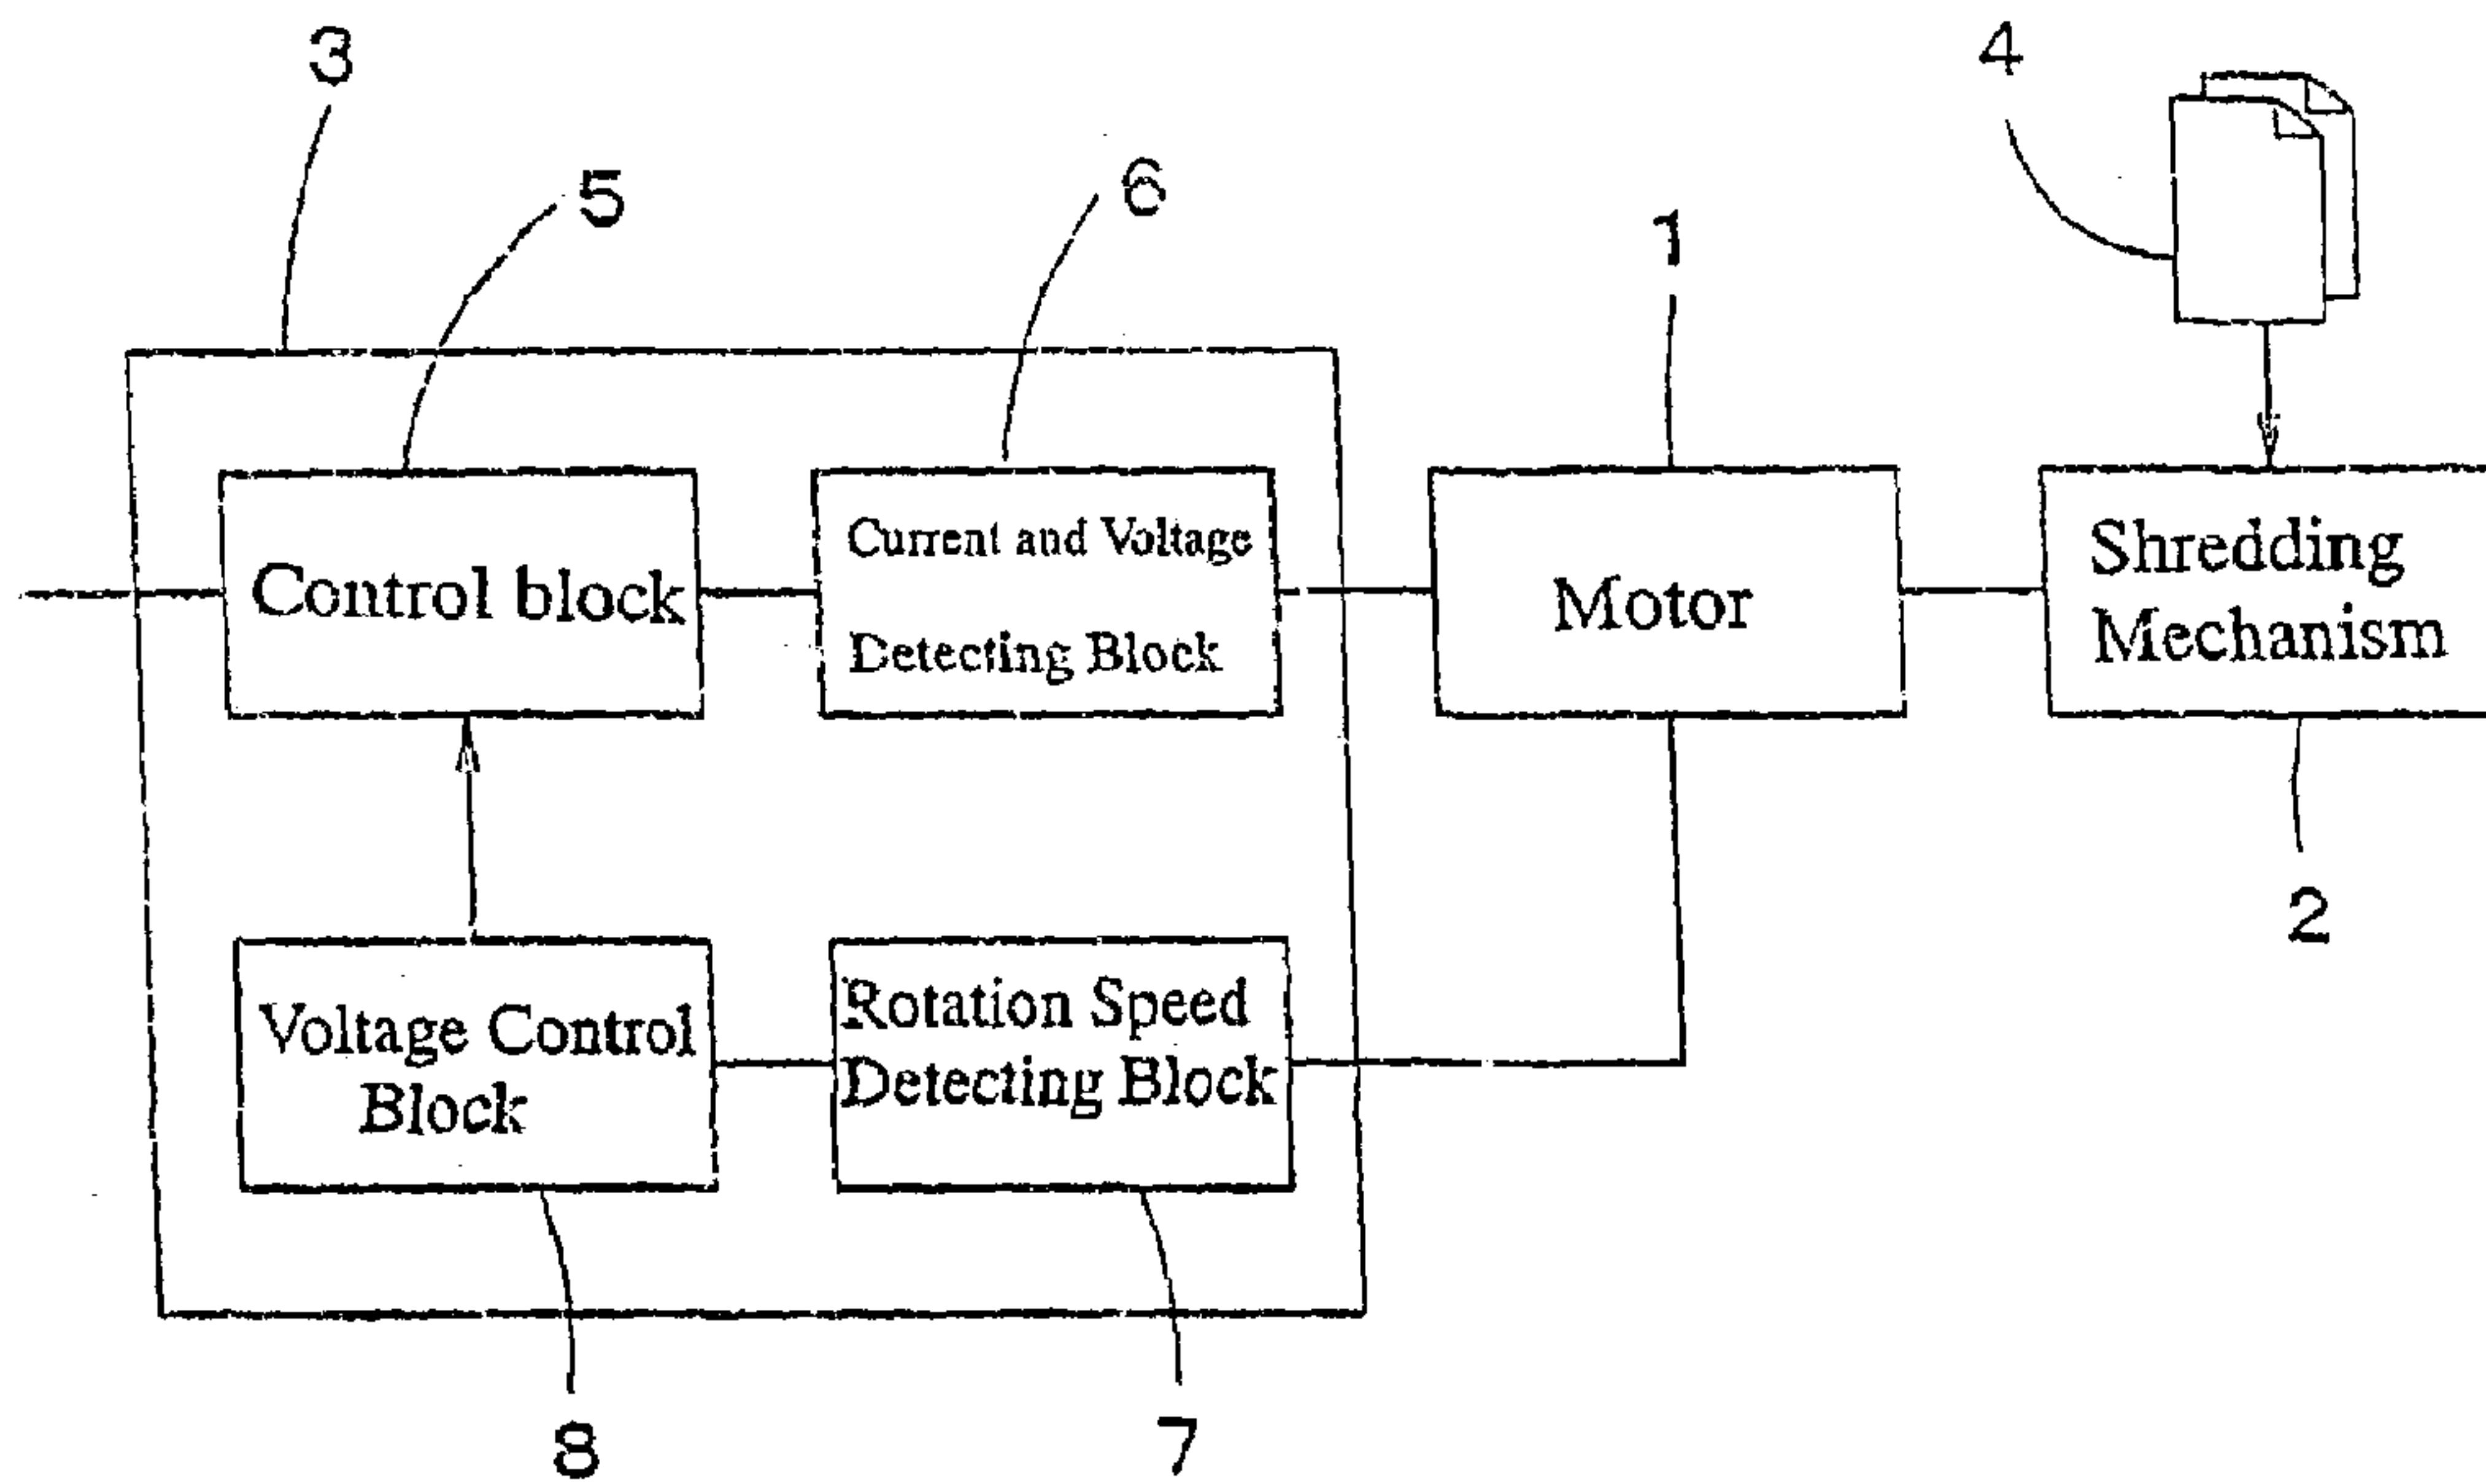 3
4
5
6
1
Control block
Current and Voltage
Detecting Block
Motor
Shredding
Mechanism
2
Voltage Control
Block
Rotation Speed
Detecting Block
8
7